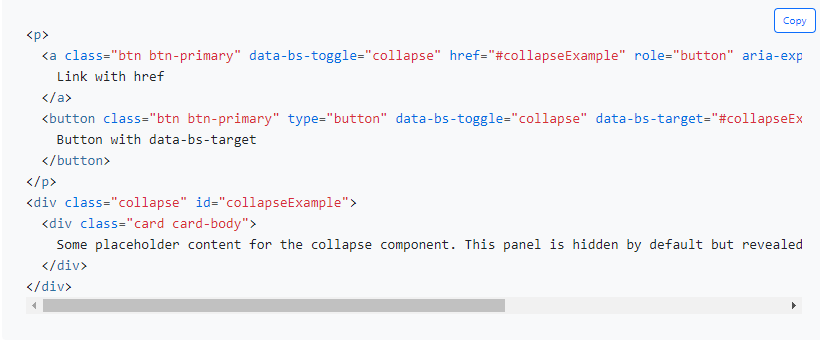 Copy
<p>
<a class="btn btn-primary" data-bs-toggle="collapse" href="#collapseExample" role="button" aria-exp
Link with href
</a>
<button class="btn btn-primary" type="button" data-bs-toggle="collapse" data-bs-target="#collapseEx
Button with data-bs-target
</button>
</p>
<div class="collapse" id="collapseExample">
<div class="card card-body">
Some placeholder content for the collapse component. This panel is hidden by default but revealed
</div>
</div>